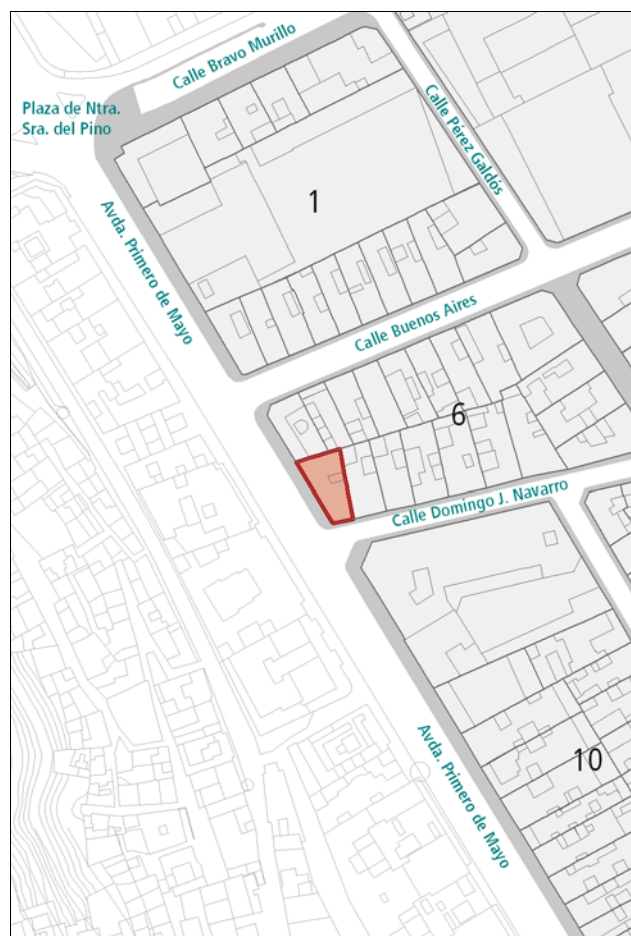 Calle Bravo Murillo
Plaza de Ntra.
Sra. del Pino
Calle Pérez Galdós
1
Avda. Primero de Mayo
Calle Buenos Aires
6
Calle Domingo J. Navarro
Avda. Primero de Mayo
10